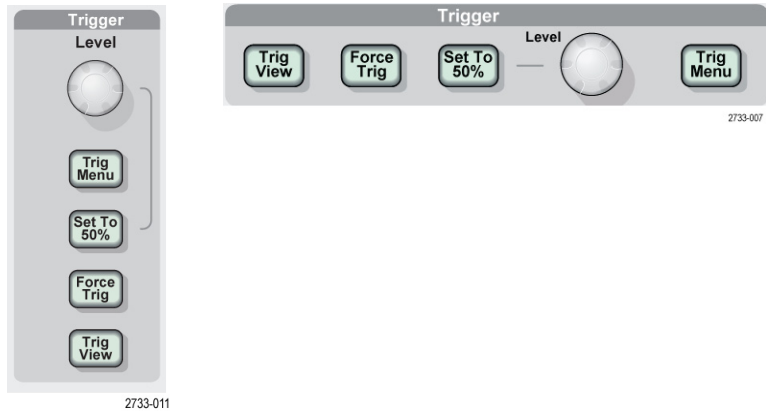 Trigger
Level
Trig
Menu
Set To
50%
Force
Trig
Trig
View
2733-011
Trigger
Trig
View
Force
Trig
Set To
50%
Level
Trig
Menu
2733-007